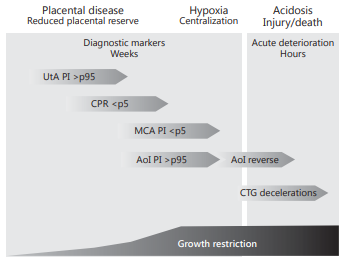 Placental disease
Reduced placental reserve
Hypoxia
Centralization
Acidosis
Injury/death
Diagnostic markers
Weeks
Acute deterioration
Hours
UtA PI >p95
CPR <p5
MCA PI <p5
AoI PI >p95
AoI reverse
CTG decelerations
Growth restriction